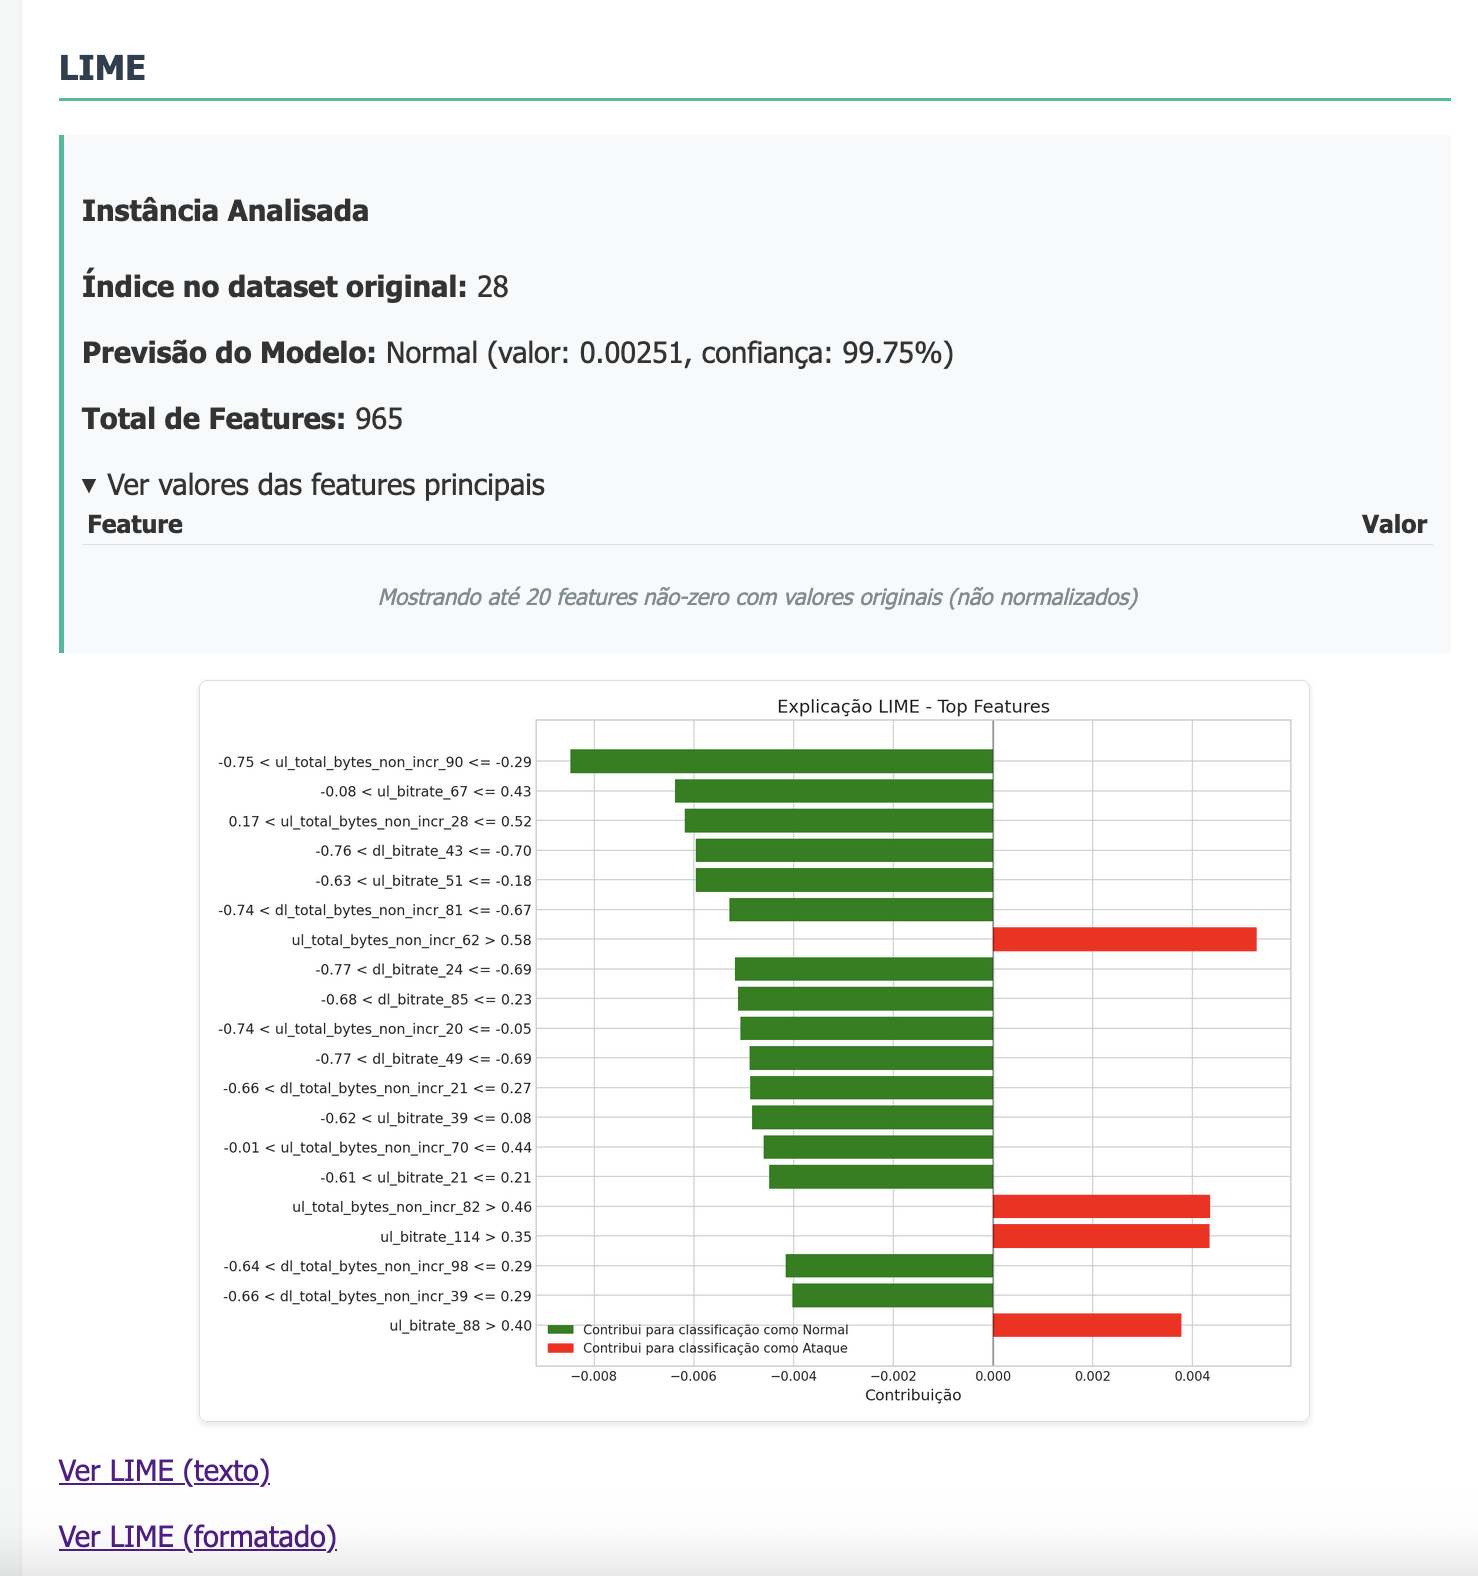 LIME
Instância Analisada
Índice no dataset original: 28
Previsão do Modelo: Normal (valor: 0.00251, confiança: 99.75%)
Total de Features: 965
▼ Ver valores das features principais
Feature Valor
Mostrando até 20 features não-zero com valores originais (não normalizados)
Explicação LIME - Top Features
-0.75 < ul_total_bytes_non_incr_90 <= -0.29
-0.08 < ul_bitrate_67 <= 0.43
0.17 < ul_total_bytes_non_incr_28 <= 0.52
-0.76 < dl_bitrate_43 <= -0.70
-0.63 < ul_bitrate_51 <= -0.18
-0.74 < dl_total_bytes_non_incr_81 <= -0.67
ul_total_bytes_non_incr_62 > 0.58
-0.77 < dl_bitrate_24 <= -0.69
-0.68 < dl_bitrate_85 <= 0.23
-0.74 < ul_total_bytes_non_incr_20 <= -0.05
-0.77 < dl_bitrate_49 <= -0.69
-0.66 < dl_total_bytes_non_incr_21 <= 0.27
-0.62 < ul_bitrate_39 <= 0.08
-0.01 < ul_total_bytes_non_incr_70 <= 0.44
-0.61 < ul_bitrate_21 <= 0.21
ul_total_bytes_non_incr_82 > 0.46
ul_bitrate_114 > 0.35
-0.64 < dl_total_bytes_non_incr_98 <= 0.29
-0.66 < dl_total_bytes_non_incr_39 <= 0.29
ul_bitrate_88 > 0.40
Contribui para classificação como Normal
Contribui para classificação como Ataque
−0.008 −0.006 −0.004 −0.002 0.000 0.002 0.004
Contribuição
Ver LIME (texto)
Ver LIME (formatado)